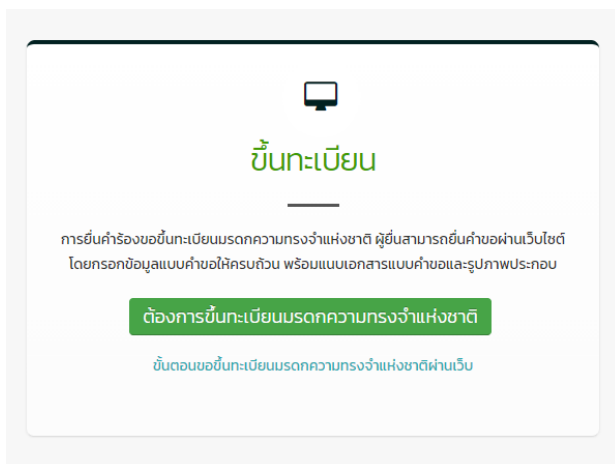 ขึ้นทะเบียน
การยื่นคำร้องขอขึ้นทะเบียนมรดกความทรงจำแห่งชาติ ผู้ยื่นสามารถยื่นคำขอผ่านเว็บไซต์
โดยกรอกข้อมูลแบบคำขอให้ครบถ้วน พร้อมแนบเอกสารแบบคำขอและรูปภาพประกอบ
ต้องการขึ้นทะเบียนมรดกความทรงจำแห่งชาติ
ขั้นตอนขอขึ้นทะเบียนมรดกความทรงจำแห่งชาติผ่านเว็บ